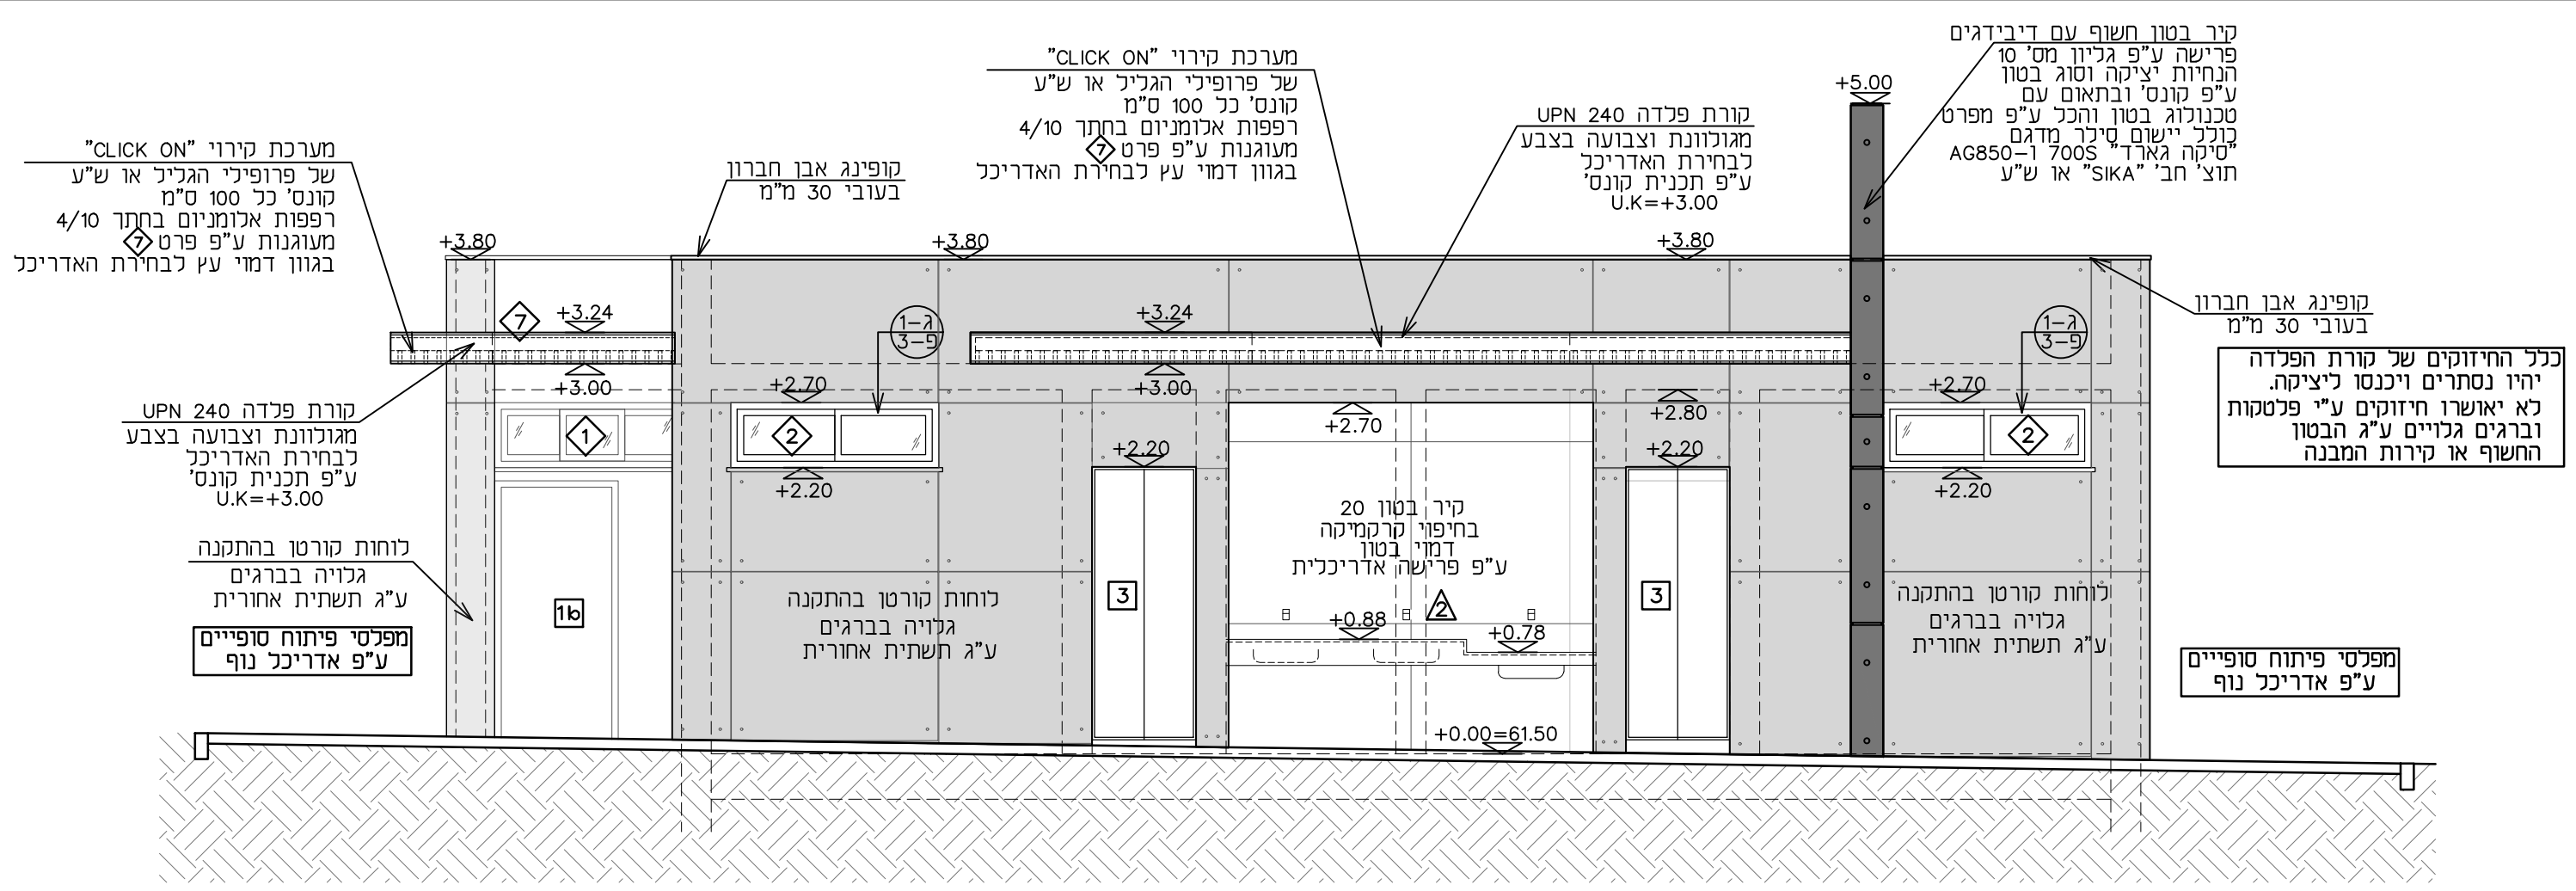 מערכת קירוי "CLICK ON"
של פרופילי הגליל או ש"ע
קונס' כל 100 ס"מ
רפפות אלומניום בחתך 4/10
מעוגנות ע"פ פרט 7
בגוון דמוי עץ לבחירת האדריכל
קופינג אבן חברון
בעובי 30 מ"מ
מערכת קירוי "CLICK ON"
של פרופילי הגליל או ש"ע
קונס' כל 100 ס"מ
רפפות אלומניום בחתך 4/10
מעוגנות ע"פ פרט 7
בגוון דמוי עץ לבחירת האדריכל
קורת פלדה UPN 240
מגולוונת וצבועה בצבע
לבחירת האדריכל
ע"פ תכנית קונס'
U.K=+3.00
+5.00
קיר בטון חשוף עם דיבידגים
פרישה ע"פ גליון מס' 10
הנחיות יציקה וסוג בטון
ע"פ קונס' ובתאום עם
טכנולוג בטון והכל ע"פ מפרט
כולל יישום סילר מדגם
"סיקה גארד" 700S ו-AG850
תוצ' חב' "SIKA" או ש"ע
+3.80
+3.80
+3.80
7
+3.24
+3.00
ג-1
פ-3
+3.24
+3.00
ג-1
פ-3
קופינג אבן חברון
בעובי 30 מ"מ
כלל החיזוקים של קורת הפלדה
יהיו נסתרים ויכנסו ליציקה.
לא יאושרו חיזוקים ע"י פלטקות
וברגים גלויים ע"ג הבטון
החשוף או קירות המבנה
קורת פלדה UPN 240
מגולוונת וצבועה בצבע
לבחירת האדריכל
ע"פ תכנית קונס'
U.K=+3.00
1
+2.70
2
+2.20
+2.20
+2.70
+2.80
+2.20
+2.70
2
+2.20
קיר בטון 20
בחיפוי קרקמיקה
דמוי בטון
ע"פ פרישה אדריכלית
לוחות קורטן בהתקנה
גלויה בברגים
ע"ג תשתית אחורית
מפלסי פיתוח סופייים
ע"פ אדריכל נוף
1b
לוחות קורטן בהתקנה
גלויה בברגים
ע"ג תשתית אחורית
3
2
+0.88
+0.78
3
+0.00=61.50
לוחות קורטן בהתקנה
גלויה בברגים
ע"ג תשתית אחורית
מפלסי פיתוח סופייים
ע"פ אדריכל נוף